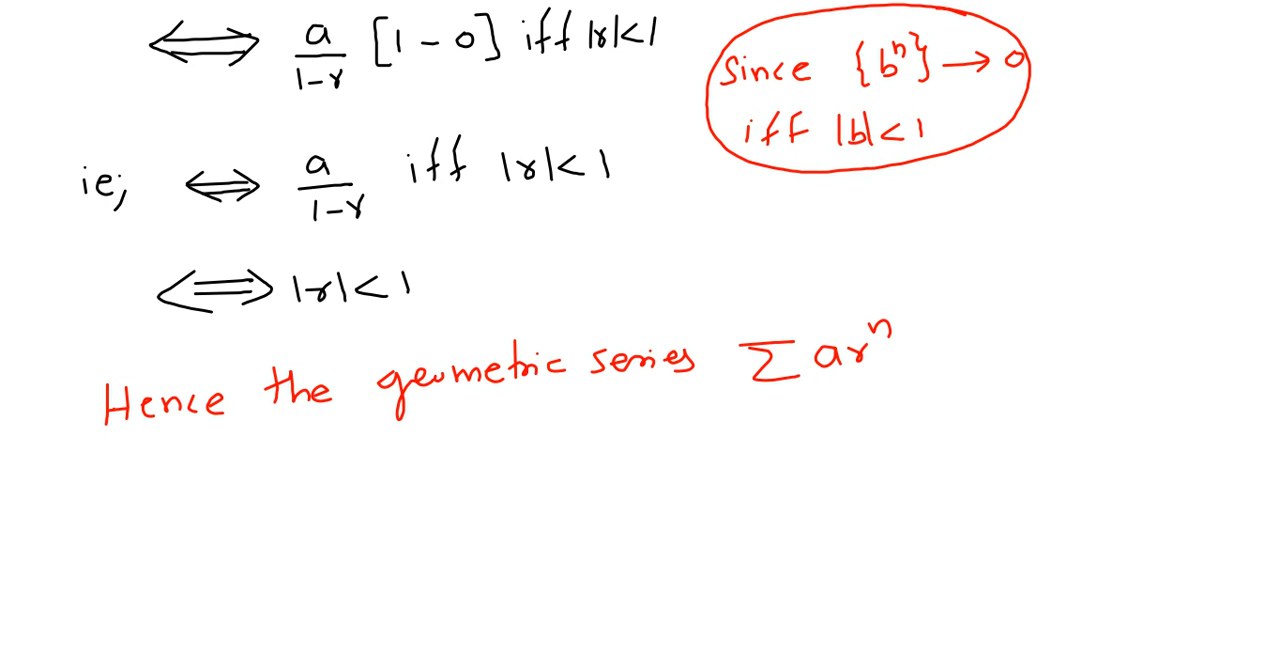 ⟺ a/(1-r) [1 - 0] iff |r|<1
Since {bⁿ} → 0
iff |b|<1
ie; ⟺ a/(1-r) iff |r|<1
⟺ |r|<1
Hence the geometric series ∑ arⁿ